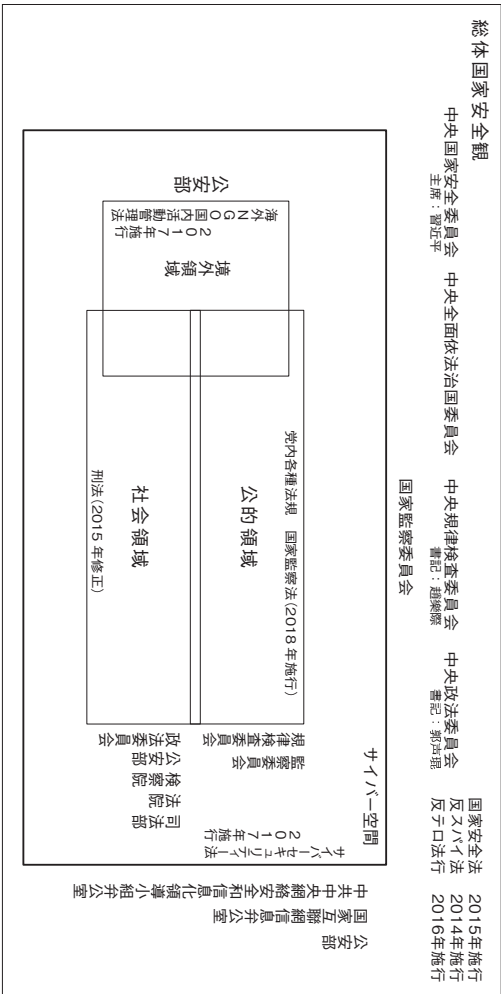 総体国家安全観
中央国家安全委員会
主席：習近平
中央全面依法治国委員会
中央規律検査委員会
書記：趙樂際
国家監察委員会
中央政法委員会
書記：郭声琨
国家安全法 2015年施行
反スパイ法 2014年施行
反テロ法行 2016年施行
公安部
海外NGO国内活動管理法
2017年施行
境外領域
党内各種法規 国家監察法(2018年施行)
公的領域
社会領域
刑法(2015年修正)
規律検査委員会
監察委員会
政法委員会
公安部
検察院
法院
司法部
サイバー空間
サイバーセキュリティー法
2017年施行
中共中央網絡安全和信息化領導小組弁公室
国家互聯網信息弁公室
公安部